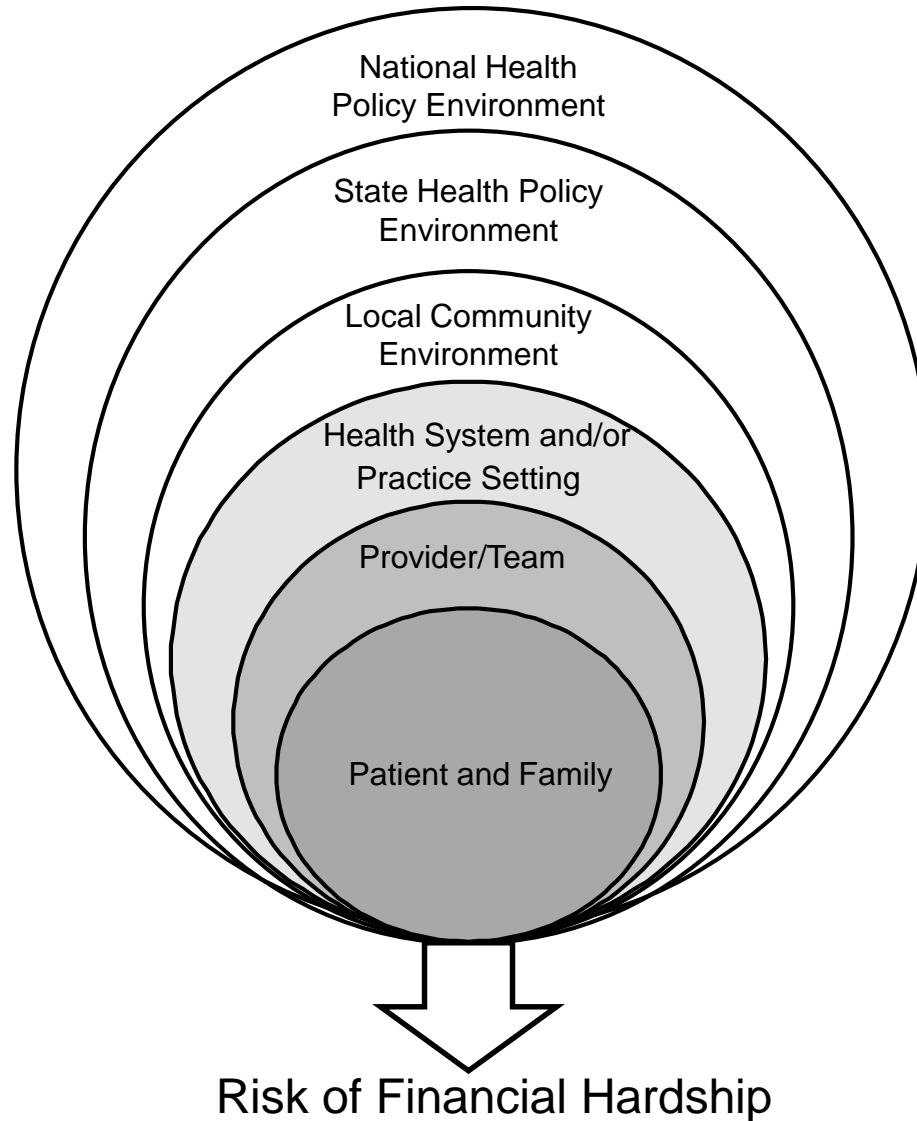 National Health
Policy Environment
State Health Policy
Environment
Local Community
Environment
Health System and/or
Practice Setting
Provider/Team
Patient and Family
Risk of Financial Hardship